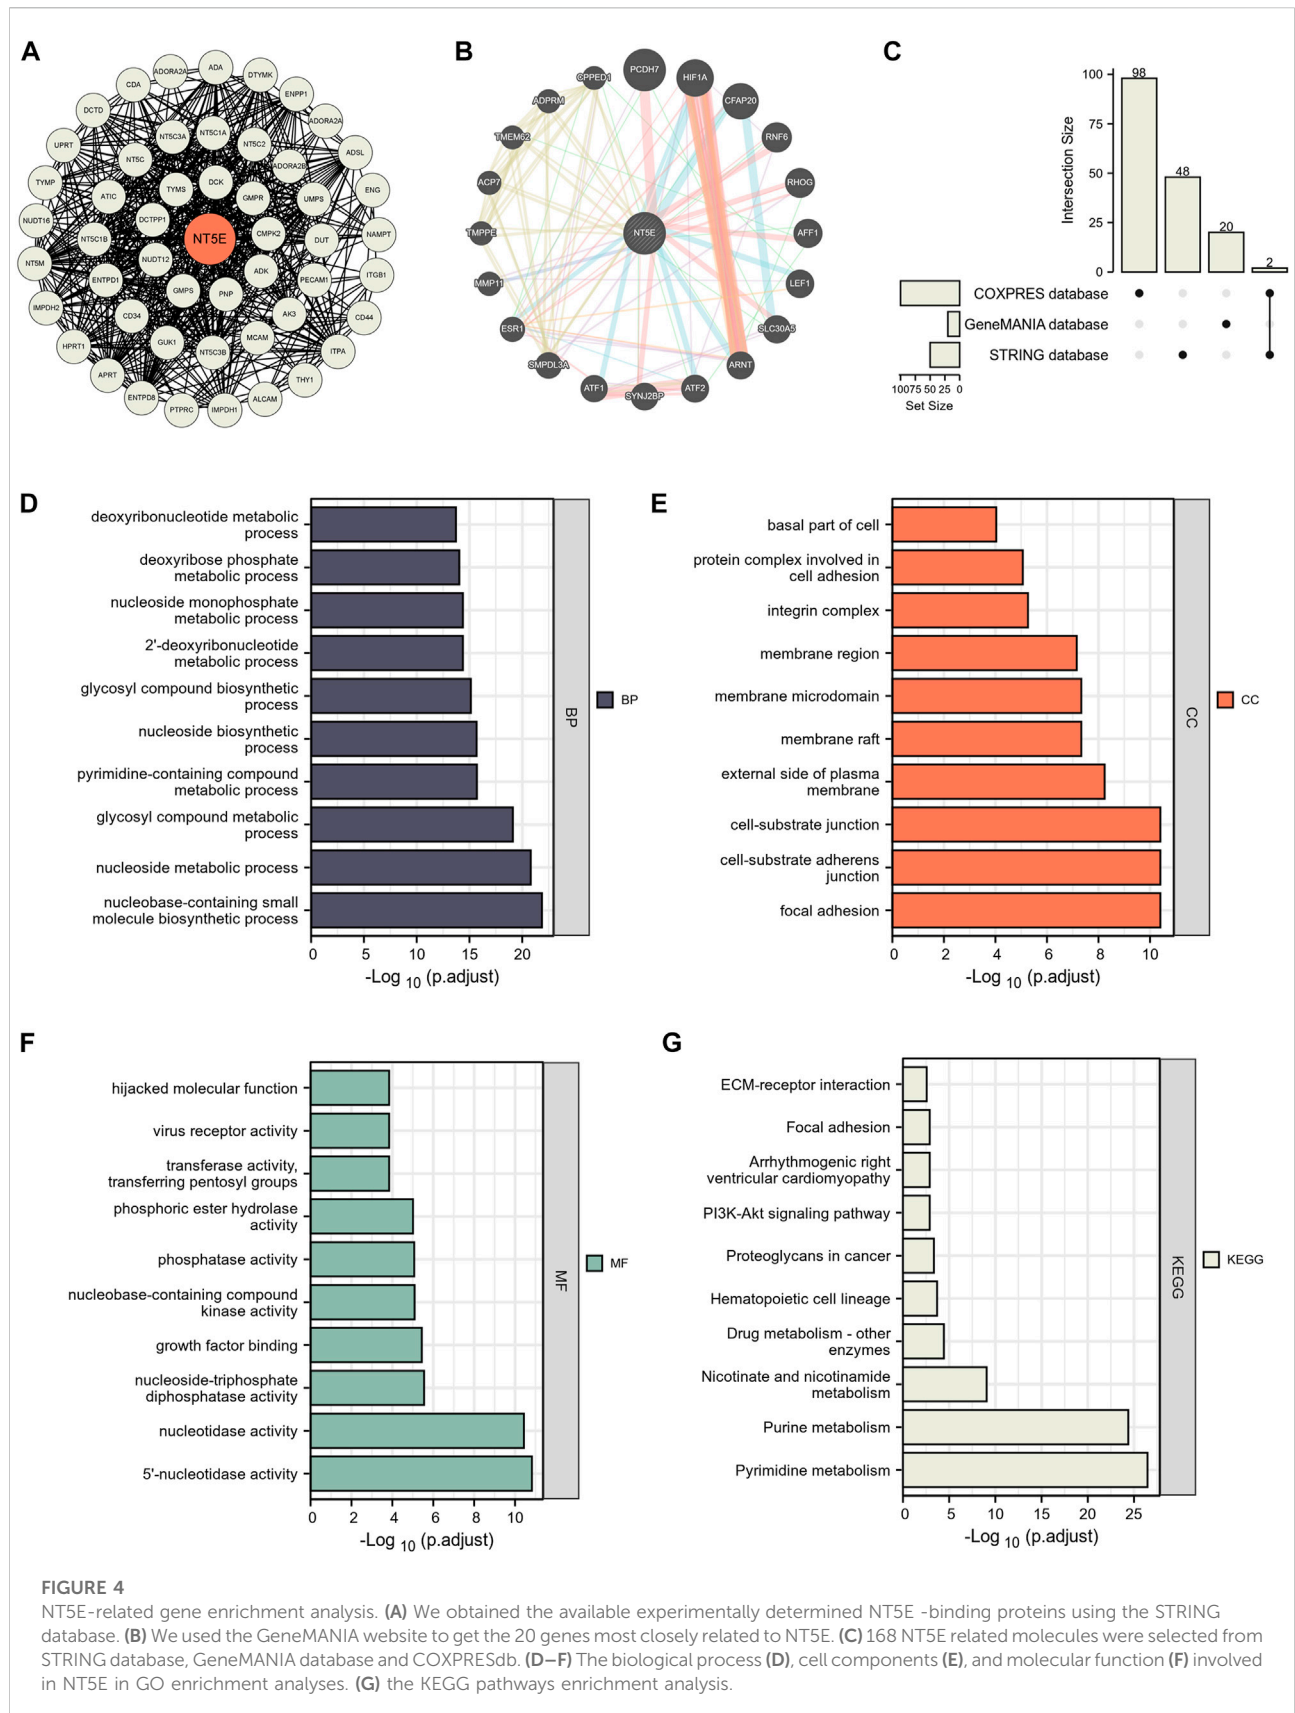 A
ADORA2A
ADA
DTYMK
CDA
ENPP1
DCTD
ADORA2A
NT5C3A
NT5C1A
UPRT
NT5C2
ADSL
NT5C
ADORA2B
TYMP
DCK
ENG
ATIC
TYMS
GMPR
UMPS
NUDT16
DCTPP1
NAMPT
NT5C1B
NT5E
CMPK2
DUT
NT5M
NUDT12
ADK
ITGB1
ENTPD1
PECAM1
GMPS
PNP
IMPDH2
CD34
AK3
CD44
HPRT1
GUK1
NT5C3B
MCAM
ITPA
APRT
THY1
ENTPD8
ALCAM
PTPRC
IMPDH1
B
PCDH7
CPPED1
HIF1A
ADPRM
CFAP20
TMEM62
RNF6
ACP7
RHOG
TMPPE
NT5E
AFF1
MMP11
LEF1
ESR1
SLC30A5
SMPDL3A
ARNT
ATF1
SYNJ2BP
ATF2
C
Intersection Size
100
75
50
25
0
98
48
20
2
COXPRES database
GeneMANIA database
STRING database
100 75 50 25 0
Set Size
D
deoxyribonucleotide metabolic
process
deoxyribose phosphate
metabolic process
nucleoside monophosphate
metabolic process
2'-deoxyribonucleotide
metabolic process
glycosyl compound biosynthetic
process
nucleoside biosynthetic
process
pyrimidine-containing compound
metabolic process
glycosyl compound metabolic
process
nucleoside metabolic process
nucleobase-containing small
molecule biosynthetic process
0 5 10 15 20
-Log 10 (p.adjust)
BP
BP
E
basal part of cell
protein complex involved in
cell adhesion
integrin complex
membrane region
membrane microdomain
membrane raft
external side of plasma
membrane
cell-substrate junction
cell-substrate adherens
junction
focal adhesion
0 2 4 6 8 10
-Log 10 (p.adjust)
CC
CC
F
hijacked molecular function
virus receptor activity
transferase activity,
transferring pentosyl groups
phosphoric ester hydrolase
activity
phosphatase activity
nucleobase-containing compound
kinase activity
growth factor binding
nucleoside-triphosphate
diphosphatase activity
nucleotidase activity
5'-nucleotidase activity
0 2 4 6 8 10
-Log 10 (p.adjust)
MF
MF
G
ECM-receptor interaction
Focal adhesion
Arrhythmogenic right
ventricular cardiomyopathy
PI3K-Akt signaling pathway
Proteoglycans in cancer
Hematopoietic cell lineage
Drug metabolism - other
enzymes
Nicotinate and nicotinamide
metabolism
Purine metabolism
Pyrimidine metabolism
0 5 10 15 20 25
-Log 10 (p.adjust)
KEGG
KEGG
FIGURE 4
NT5E-related gene enrichment analysis. (A) We obtained the available experimentally determined NT5E -binding proteins using the STRING
database. (B) We used the GeneMANIA website to get the 20 genes most closely related to NT5E. (C) 168 NT5E related molecules were selected from
STRING database, GeneMANIA database and COXPRESdb. (D–F) The biological process (D), cell components (E), and molecular function (F) involved
in NT5E in GO enrichment analyses. (G) the KEGG pathways enrichment analysis.